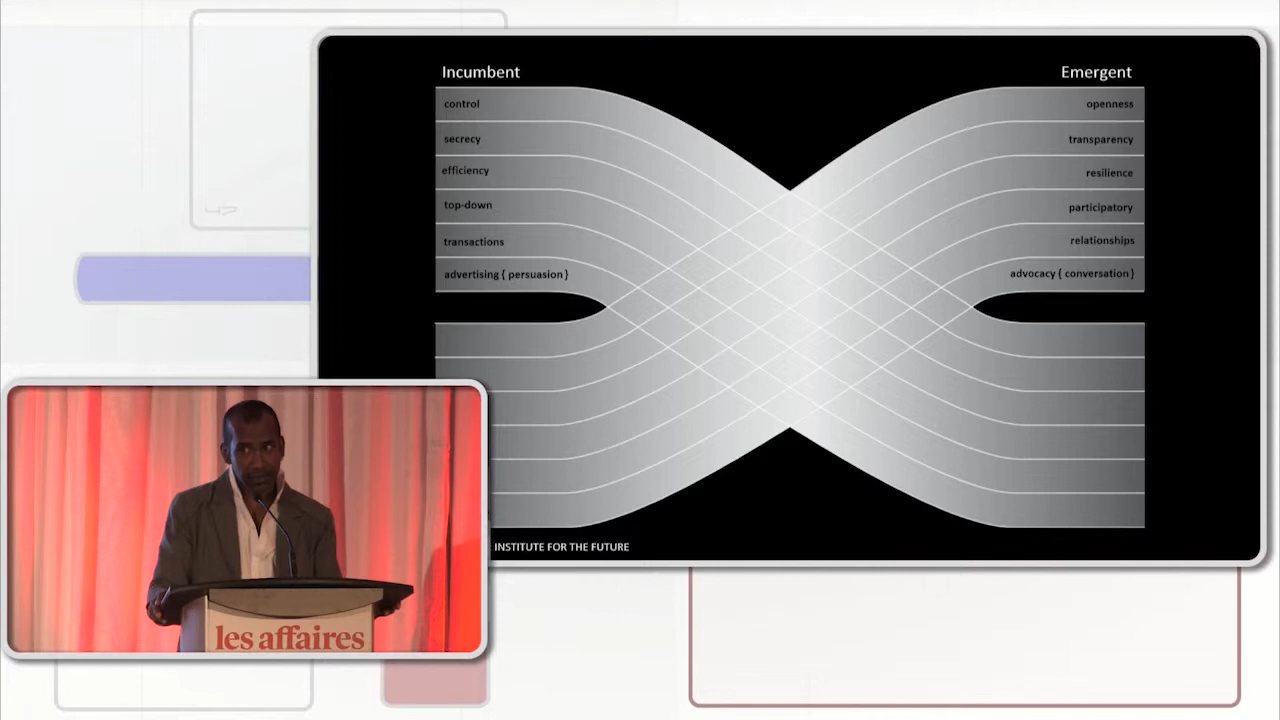 Incumbent
Emergent
control
openness
secrecy
transparency
efficiency
resilience
top-down
participatory
transactions
relationships
advertising { persuasion }
advocacy { conversation }
INSTITUTE FOR THE FUTURE
les affaires